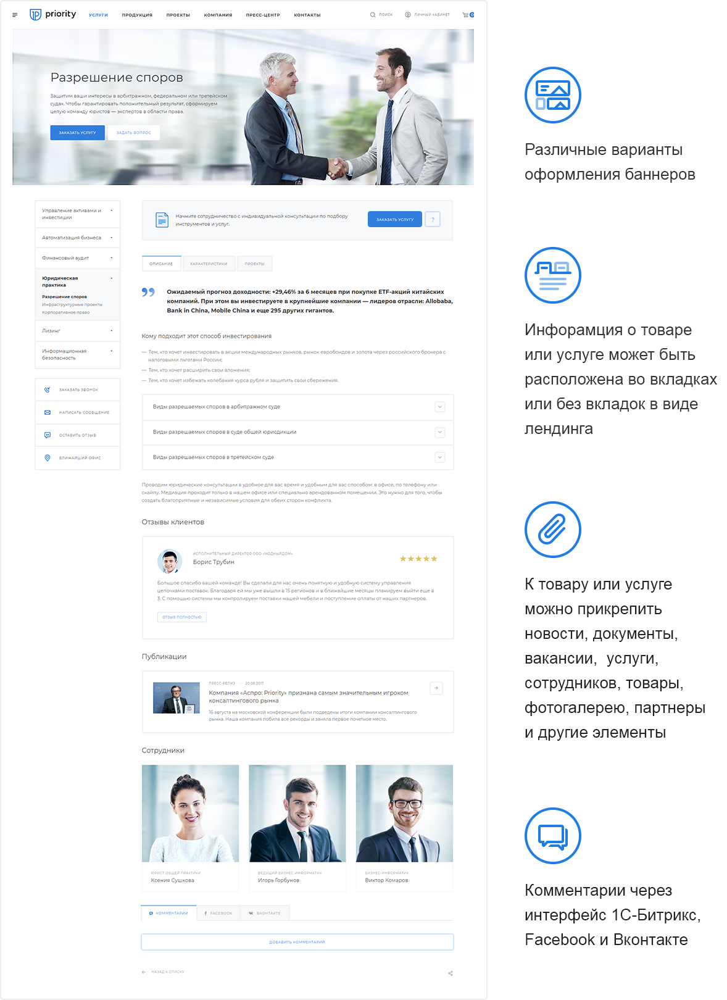 priority
УСЛУГИ
ПРОДУКЦИЯ
ПРОЕКТЫ
КОМПАНИЯ
ПРЕСС-ЦЕНТР
КОНТАКТЫ
ПОИСК
ЛИЧНЫЙ КАБИНЕТ
0
Разрешение споров
Защитим ваши интересы в арбитражном, федеральном или третейском
судах. Чтобы гарантировать положительный результат, сформируем
целую команду юристов — экспертов в области права.
ЗАКАЗАТЬ УСЛУГУ
ЗАДАТЬ ВОПРОС
Управление активами и
инвестиции
Автоматизация бизнеса
Финансовый аудит
Юридическая
практика
Разрешение споров
Инфраструктурные проекты
Корпоративное право
Лизинг
Информационная
безопасность
ЗАКАЗАТЬ ЗВОНОК
НАПИСАТЬ СООБЩЕНИЕ
ОСТАВИТЬ ОТЗЫВ
БЛИЖАЙШИЙ ОФИС
Начните сотрудничество с индивидуальной консультации по подбору
инструментов и услуг.
ЗАКАЗАТЬ УСЛУГУ
?
ОПИСАНИЕ
ХАРАКТЕРИСТИКИ
ПРОЕКТЫ
Ожидаемый прогноз доходности: +29,46% за 6 месяцев при покупке ETF-акций китайских
компаний. При этом вы инвестируете в крупнейшие компании — лидеров отрасли: Allobaba,
Bank in China, Mobile China и еще 295 других гигантов.
Кому подходит этот способ инвестирования
— Тем, кто хочет инвестировать в акции международных рынков, рынок евробондов и золота через российского брокера с
налоговыми льготами России;
— Тем, кто хочет расширить свои вложения;
— Тем, кто хочет избежать колебания курса рубля и защитить свои сбережения.
Виды разрешаемых споров в арбитражном суде
Виды разрешаемых споров в суде общей юрисдикции
Виды разрешаемых споров в третейском суде
Проводим юридические консультации в удобное для вас время и удобным для вас способом: в офисе, по телефону или
скайпу. Медиация проходит только в нашем офисе или специально арендованном помещении. Это нужно для того, чтобы
создать благоприятные и независимые условия для обеих сторон конфликта.
Отзывы клиентов
ИСПОЛНИТЕЛЬНЫЙ ДИРЕКТОР ООО «МОДНЫЙДОМ»
Борис Трубин
Большое спасибо вашей команде! Вы сделали для нас очень понятную и удобную систему управления
цепочками поставок. Благодаря ей мы уже вышли в 15 регионов и в ближайшие месяцы планируем выйти еще в
3. С помощью системы мы контролируем поставки нашей мебели и поступление оплаты от наших партнеров.
ОТЗЫВ ПОЛНОСТЬЮ
Публикации
ПРЕСС-РЕЛИЗ — 20.08.2017
Компания «Аспро: Priority» признана самым значительным игроком
консалтингового рынка
16 августа на московской конференции были подведены итоги компании консалтингового
рынка. Наша компания побила все рекорды и заняла первое почетное место.
Сотрудники
ЮРИСТ ОБЩЕЙ ПРАКТИКИ
Ксения Сушкова
ВЕДУЩИЙ БИЗНЕС-ИНФОРМАТИК
Игорь Горбунов
БИЗНЕС-ИНФОРМАТИК
Виктор Комаров
КОММЕНТАРИИ
FACEBOOK
ВКОНТАКТЕ
ДОБАВИТЬ КОММЕНТАРИЙ
НАЗАД К СПИСКУ
Различные варианты
оформления баннеров
Инфорамция о товаре
или услуге может быть
расположена во вкладках
или без вкладок в виде
лендинга
К товару или услуге
можно прикрепить
новости, документы,
вакансии,  услуги,
сотрудников, товары,
фотогалерею, партнеры
и другие элементы
Комментарии через
интерфейс 1С-Битрикс,
Facebook и Вконтакте